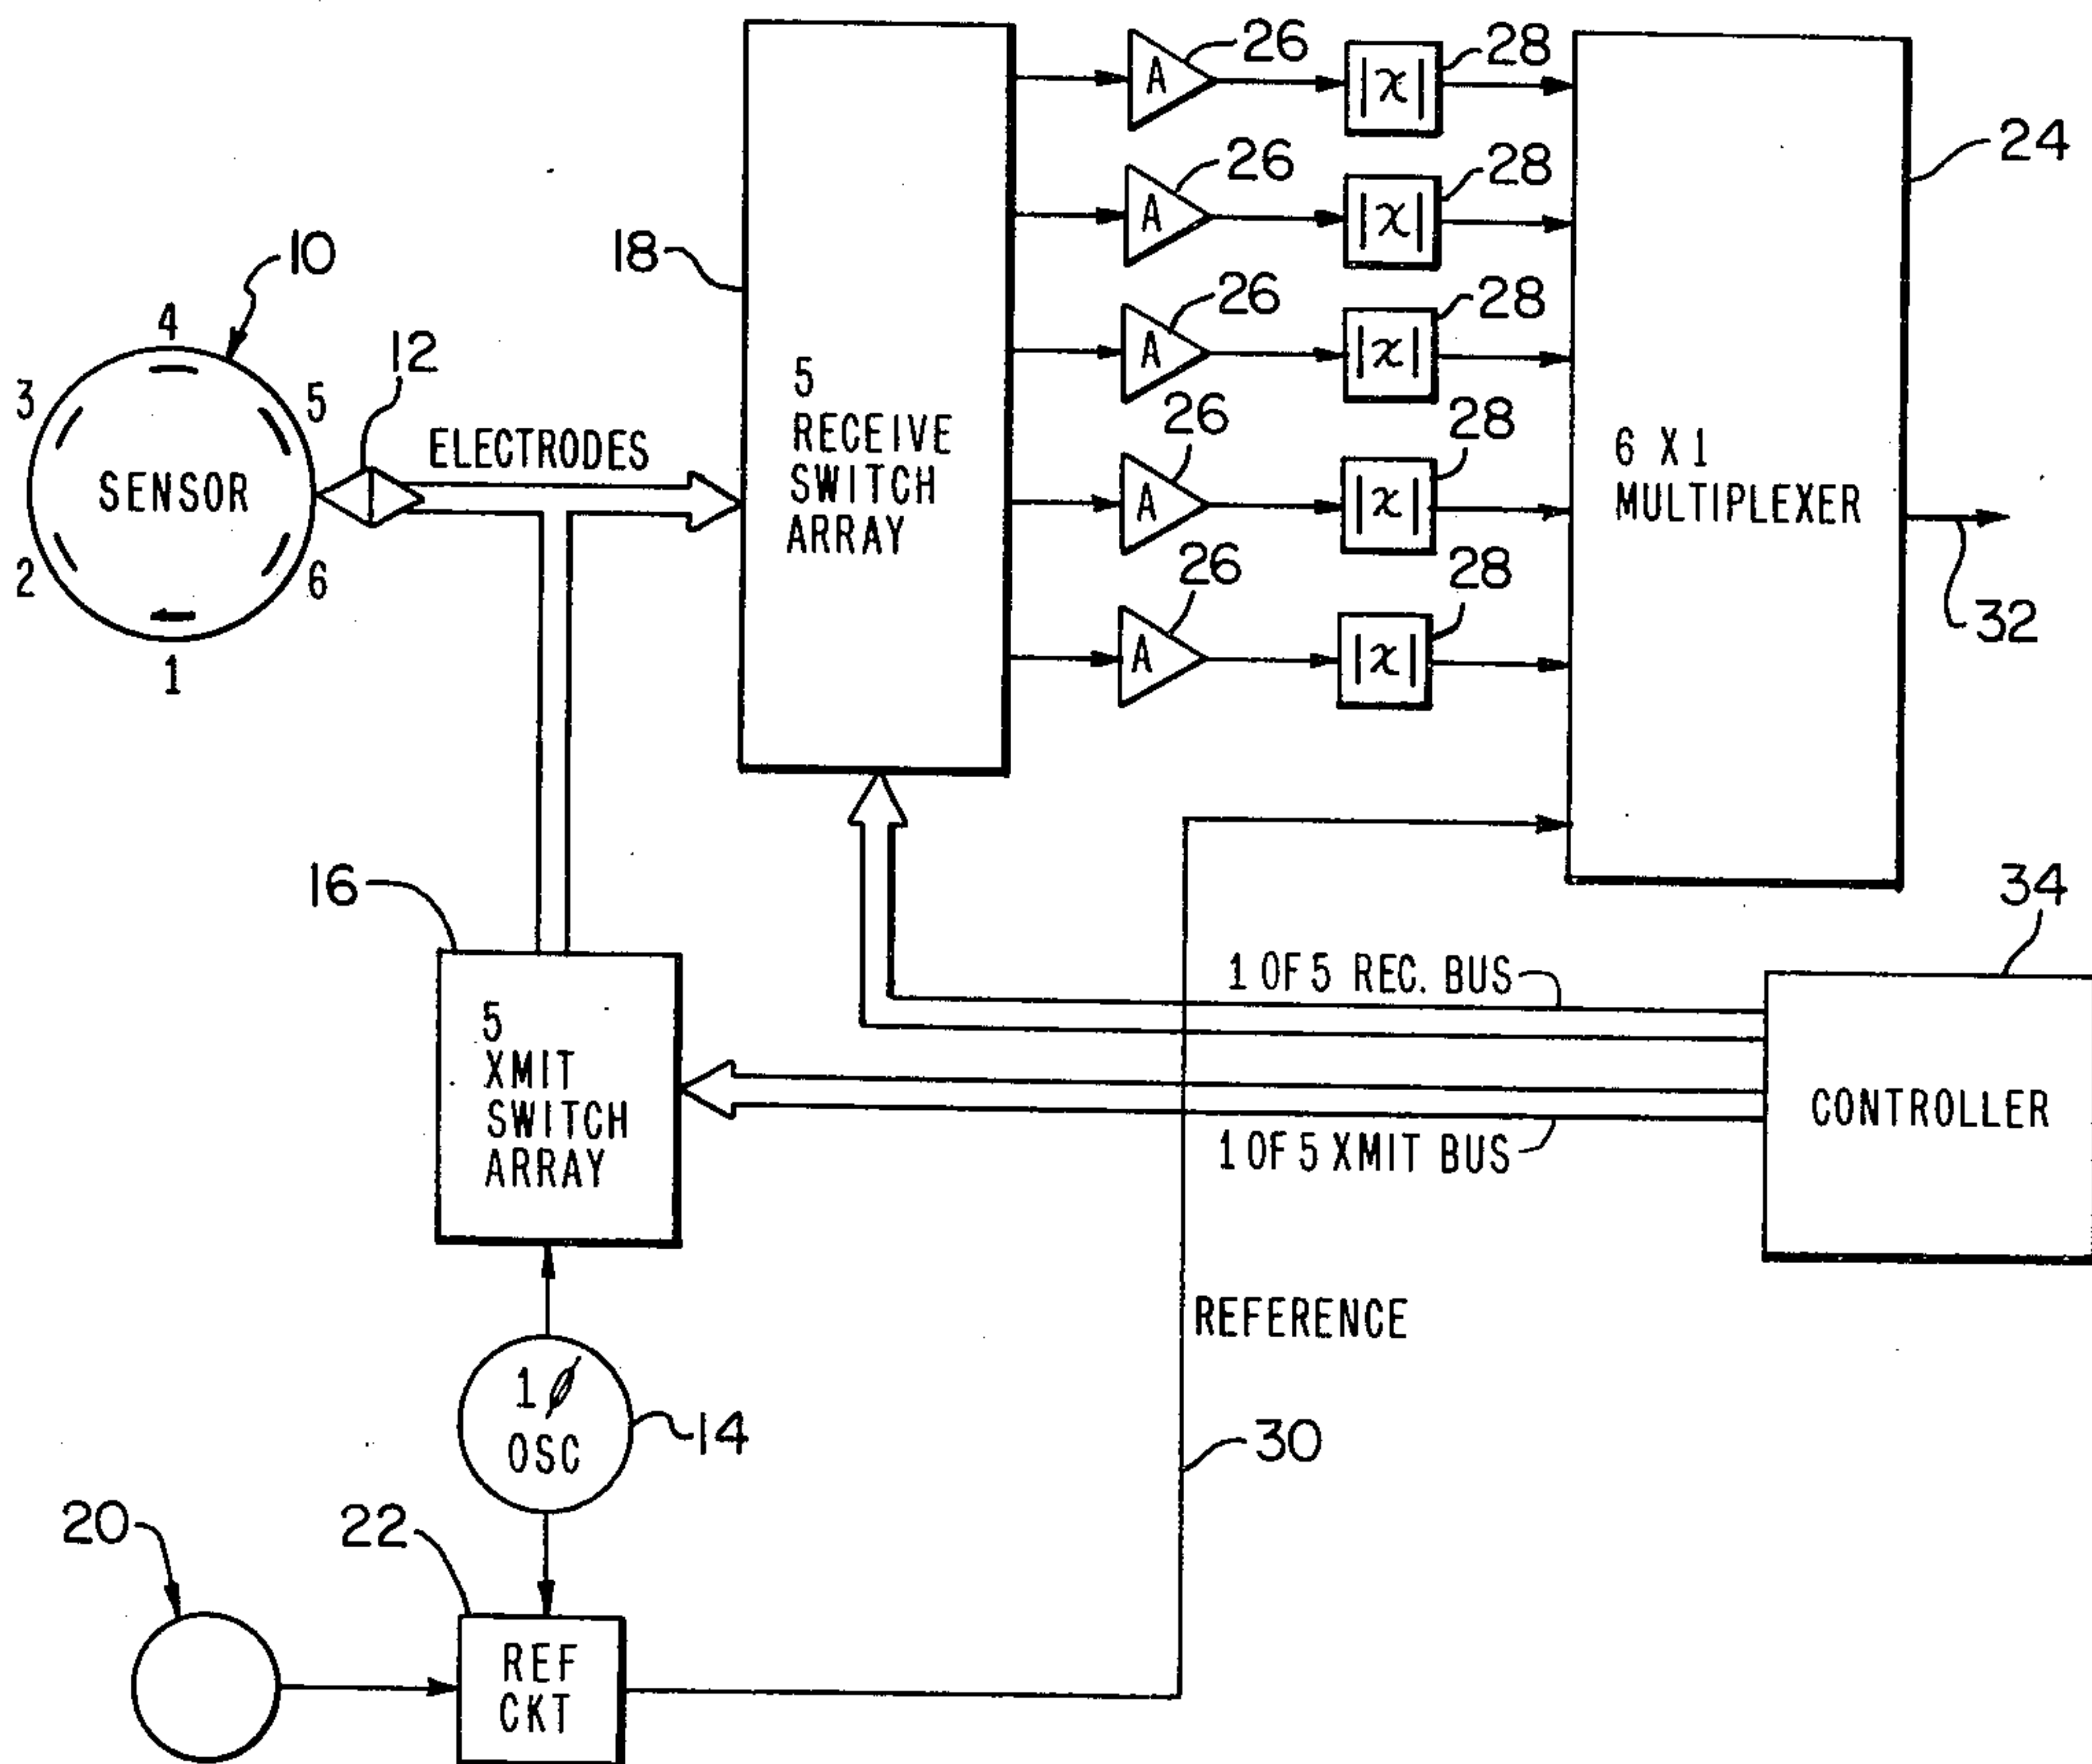 26
28
A
|x|
26
28
A
|x|
24
10
18
26
28
A
|x|
4
12
3
5
5
RECEIVE
SWITCH
ARRAY
26
28
ELECTRODES
SENSOR
A
|x|
6 X 1
MULTIPLEXER
2
6
26
28
32
1
A
|x|
16
34
1 OF 5 REC. BUS
5
XMIT
SWITCH
ARRAY
CONTROLLER
1 OF 5 XMIT BUS
REFERENCE
1ϕ
OSC
14
30
20
22
REF
CKT